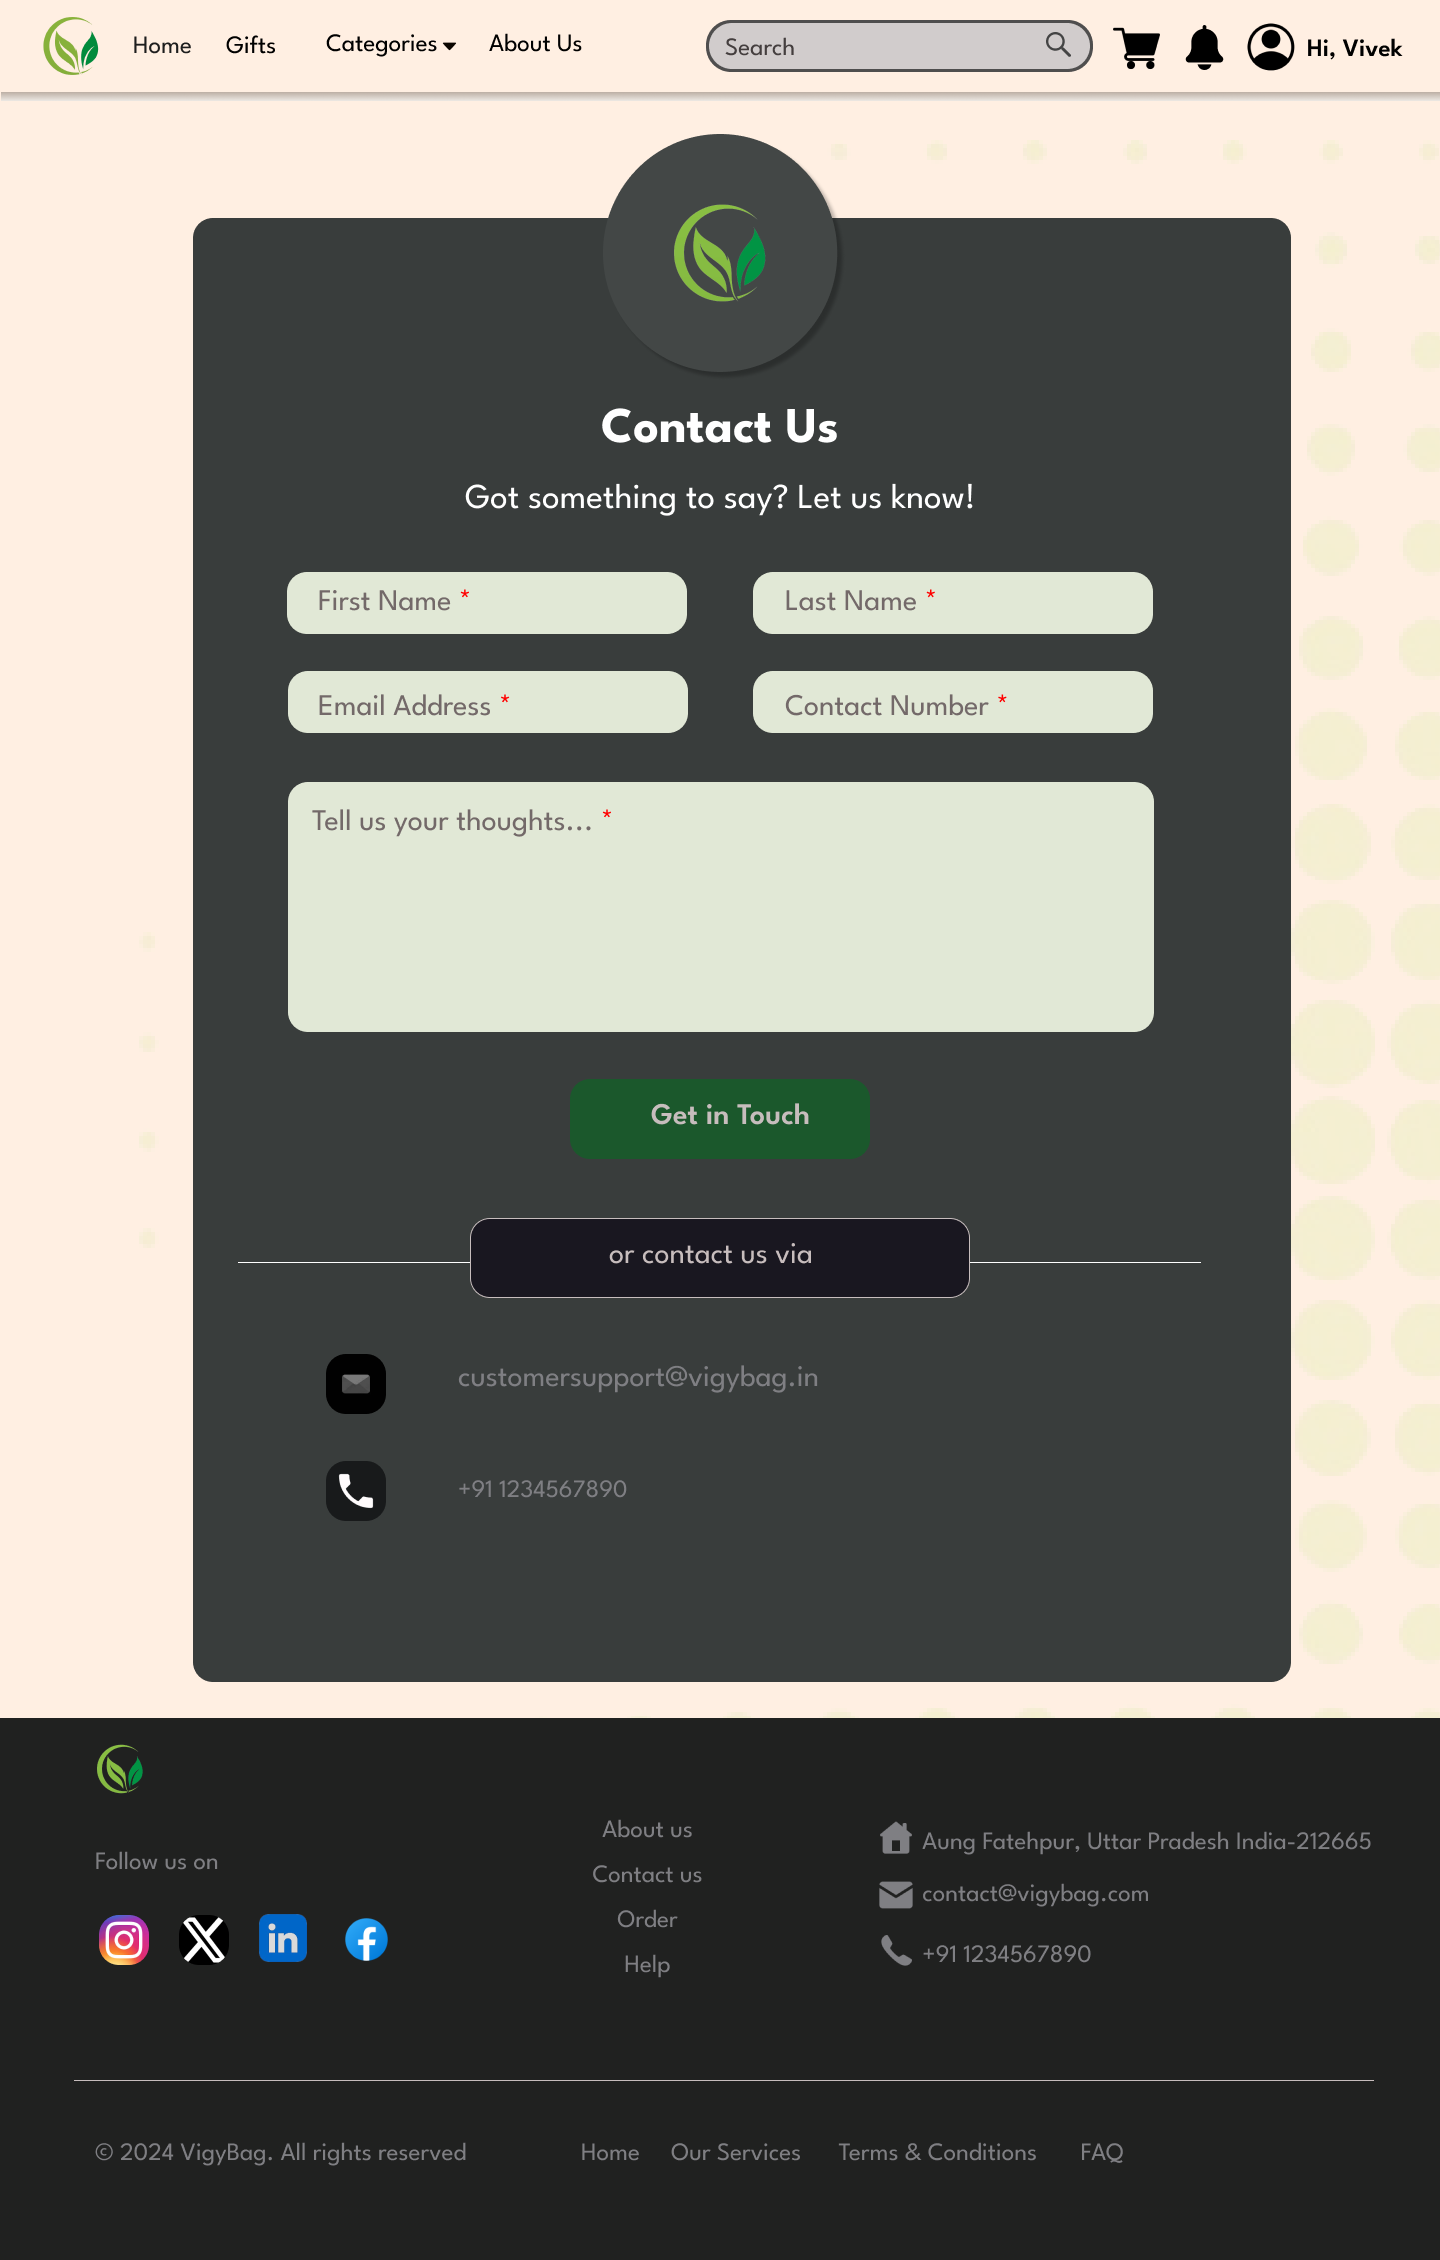 Home Gifts Categories About Us Search Hi, Vivek
Contact Us
Got something to say? Let us know!
First Name * Last Name *
Email Address * Contact Number *
Tell us your thoughts... *
Get in Touch
or contact us via
customersupport@vigybag.in
+91 1234567890
Follow us on
About us
Contact us
Order
Help
Aung Fatehpur, Uttar Pradesh India-212665
contact@vigybag.com
+91 1234567890
© 2024 VigyBag. All rights reserved Home Our Services Terms & Conditions FAQ